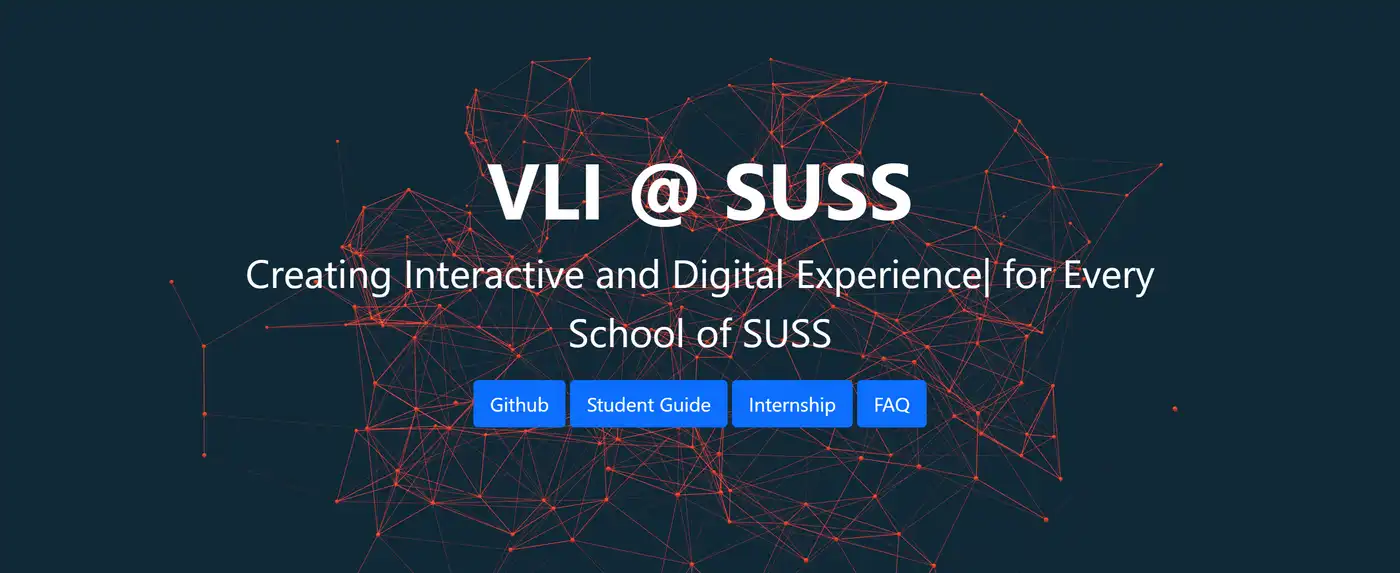 VLI @ SUSS
Creating Interactive and Digital Experience| for Every
School of SUSS
Github Student Guide Internship FAQ